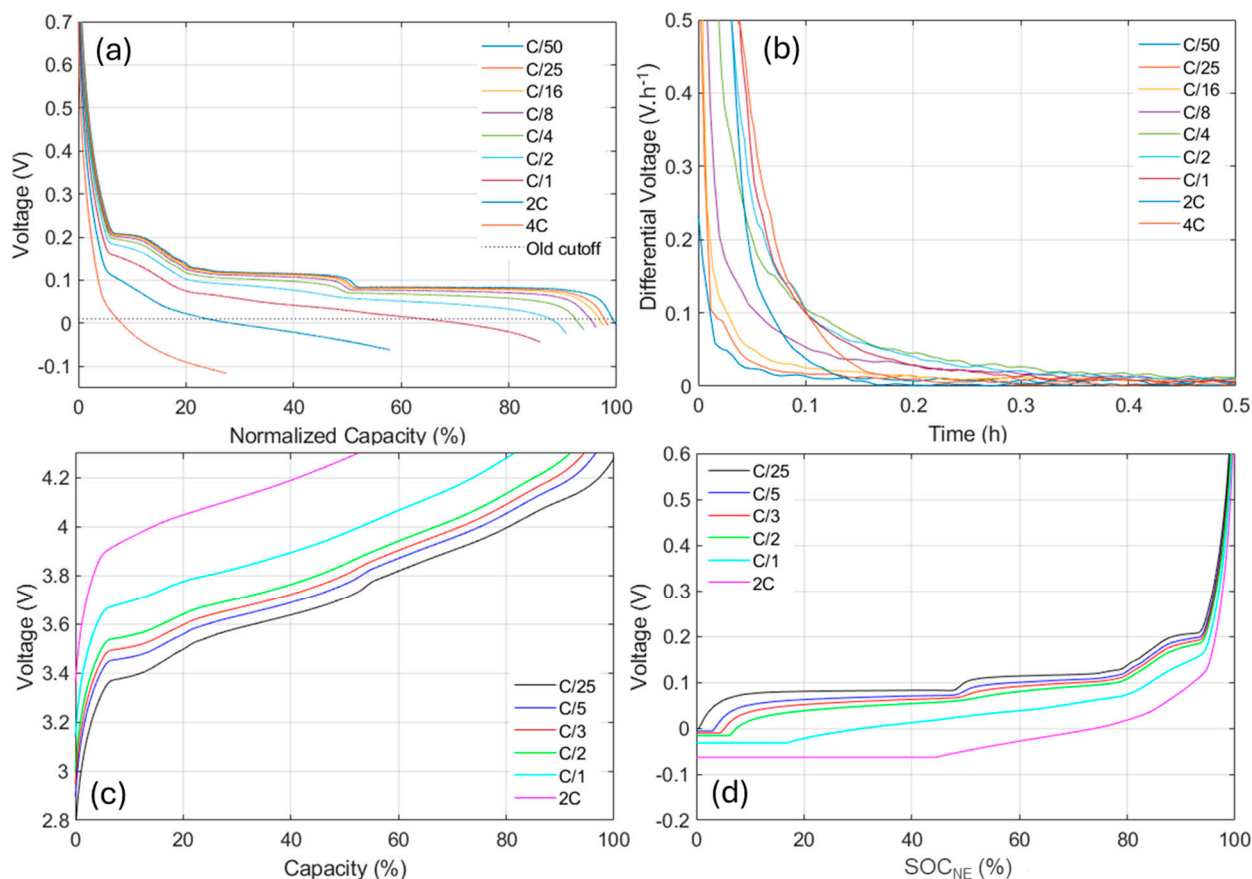 (a)
0.7
0.6
0.5
0.4
0.3
0.2
0.1
0
-0.1
Voltage (V)
C/50
C/25
C/16
C/8
C/4
C/2
C/1
2C
4C
Old cutoff
0 20 40 60 80 100
Normalized Capacity (%)
(b)
0.5
0.4
0.3
0.2
0.1
0
Differential Voltage (V.h⁻¹)
C/50
C/25
C/16
C/8
C/4
C/2
C/1
2C
4C
0 0.1 0.2 0.3 0.4 0.5
Time (h)
4.2
4
3.8
3.6
3.4
3.2
3
2.8
Voltage (V)
C/25
C/5
C/3
C/2
C/1
2C
(c)
0 20 40 60 80 100
Capacity (%)
0.6
0.5
0.4
0.3
0.2
0.1
0
-0.1
-0.2
Voltage (V)
C/25
C/5
C/3
C/2
C/1
2C
(d)
0 20 40 60 80 100
SOC_NE (%)